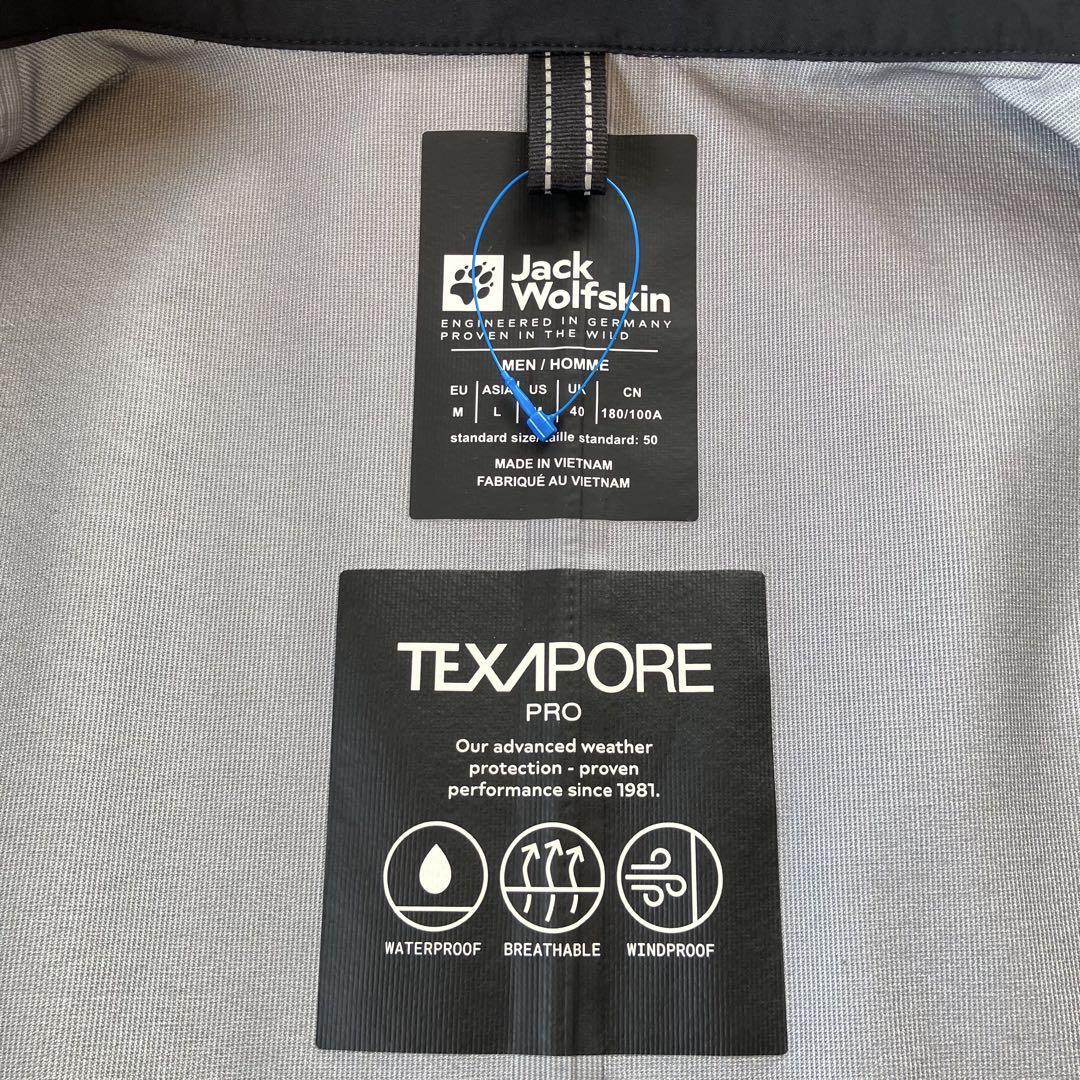 Jack
Wolfskin
ENGINEERED IN GERMANY
PROVEN IN THE WILD
MEN / HOMME
EU ASIA US UK CN
M L M 40 180/100A
standard size/taille standard: 50
MADE IN VIETNAM
FABRIQUÉ AU VIETNAM
TEXAPORE
PRO
Our advanced weather
protection - proven
performance since 1981.
WATERPROOF BREATHABLE WINDPROOF